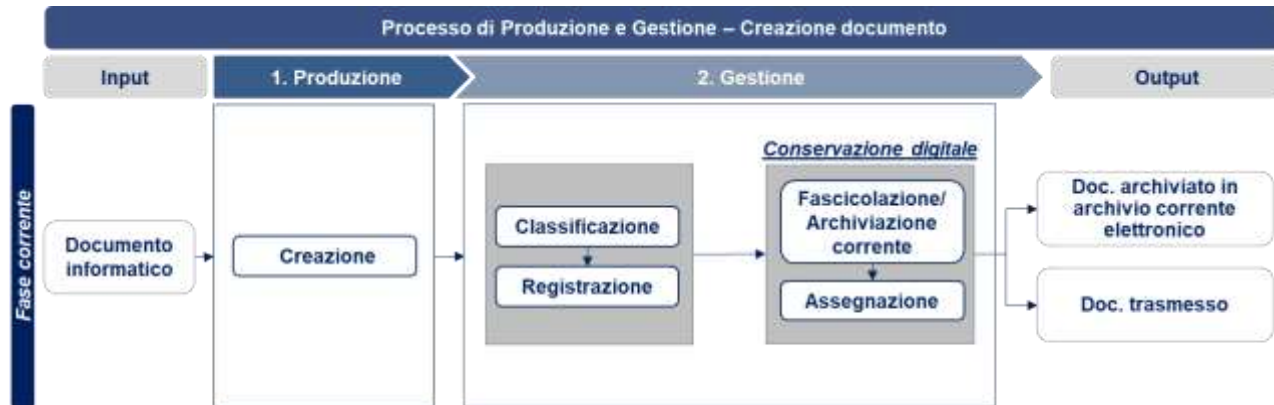 Processo di Produzione e Gestione – Creazione documento
Input
1. Produzione
2. Gestione
Output
Fase corrente
Documento
informatico
Creazione
Classificazione
Registrazione
Conservazione digitale
Fascicolazione/
Archiviazione
corrente
Assegnazione
Doc. archiviato in
archivio corrente
elettronico
Doc. trasmesso